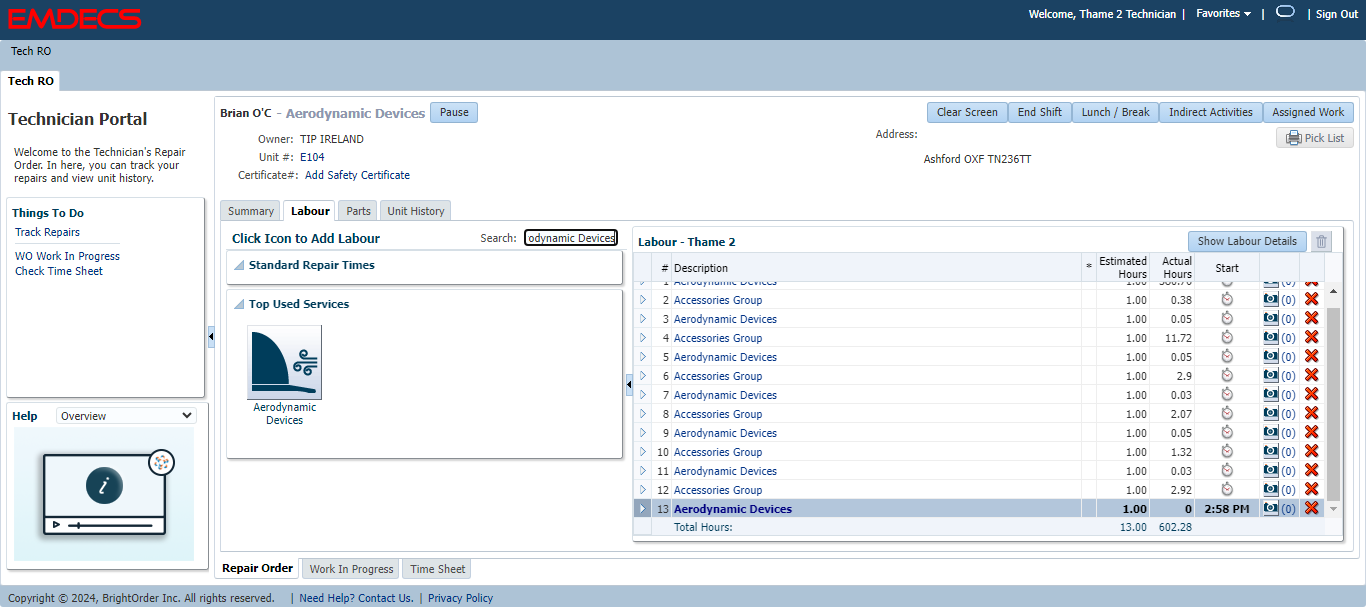 EMDECS
Welcome, Thame 2 Technician | Favorites | | Sign Out
Tech RO
Tech RO
Technician Portal
Welcome to the Technician's Repair
Order. In here, you can track your
repairs and view unit history.
Things To Do
Track Repairs
WO Work In Progress
Check Time Sheet
Help Overview
Brian O'C - Aerodynamic Devices Pause
Clear Screen End Shift Lunch / Break Indirect Activities Assigned Work
Owner: TIP IRELAND
Unit #: E104
Certificate#: Add Safety Certificate
Address:
Ashford OXF TN236TT
Pick List
Summary Labour Parts Unit History
Click Icon to Add Labour Search: odynamic Devices
Standard Repair Times
Top Used Services
Aerodynamic
Devices
Labour - Thame 2 Show Labour Details
# Description * Estimated Hours Actual Hours Start
1 Aerodynamic Devices 1.00 (0)
2 Accessories Group 1.00 0.38 (0)
3 Aerodynamic Devices 1.00 0.05 (0)
4 Accessories Group 1.00 11.72 (0)
5 Aerodynamic Devices 1.00 0.05 (0)
6 Accessories Group 1.00 2.9 (0)
7 Aerodynamic Devices 1.00 0.03 (0)
8 Accessories Group 1.00 2.07 (0)
9 Aerodynamic Devices 1.00 0.05 (0)
10 Accessories Group 1.00 1.32 (0)
11 Aerodynamic Devices 1.00 0.03 (0)
12 Accessories Group 1.00 2.92 (0)
13 Aerodynamic Devices 1.00 0 2:58 PM (0)
Total Hours: 13.00 602.28
Repair Order Work In Progress Time Sheet
Copyright © 2024, BrightOrder Inc. All rights reserved. | Need Help? Contact Us. | Privacy Policy